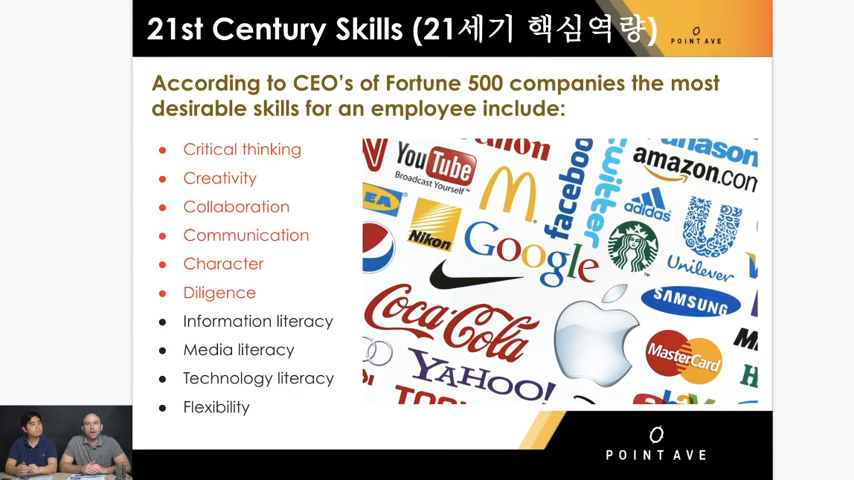 21st Century Skills (21세기 핵심역량)
POINT AVE
According to CEO's of Fortune 500 companies the most
desirable skills for an employee include:
• Critical thinking
• Creativity
• Collaboration
• Communication
• Character
• Diligence
• Information literacy
• Media literacy
• Technology literacy
• Flexibility
YouTube
Broadcast Yourself™
facebook
twitter
amazon.com
adidas
Nikon
Google
Unilever
SAMSUNG
Coca-Cola
MasterCard
YAHOO!
POINT AVE